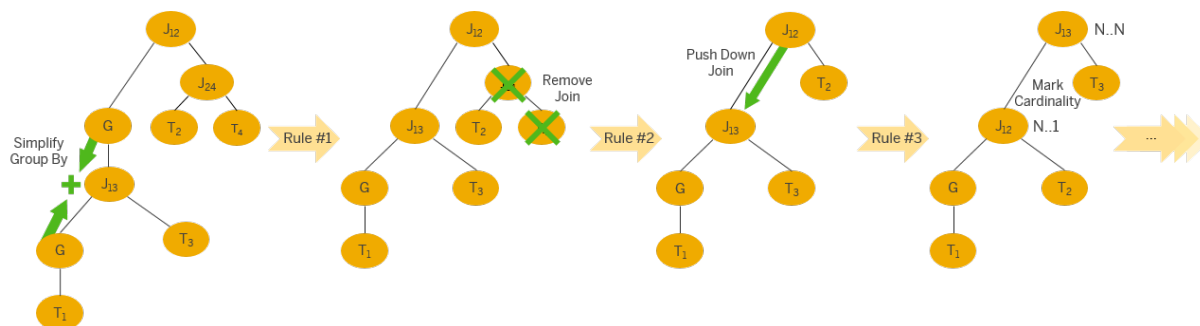 J12
J24
G
T2
T4
Simplify
Group By
J13
G
T3
T1
Rule #1
J12
Remove
Join
J13
T2
G
T3
T1
Rule #2
J12
Push Down
Join
T2
J13
G
T3
T1
Rule #3
J13 N..N
T3
Mark
Cardinality
J12 N..1
G
T2
T1
...